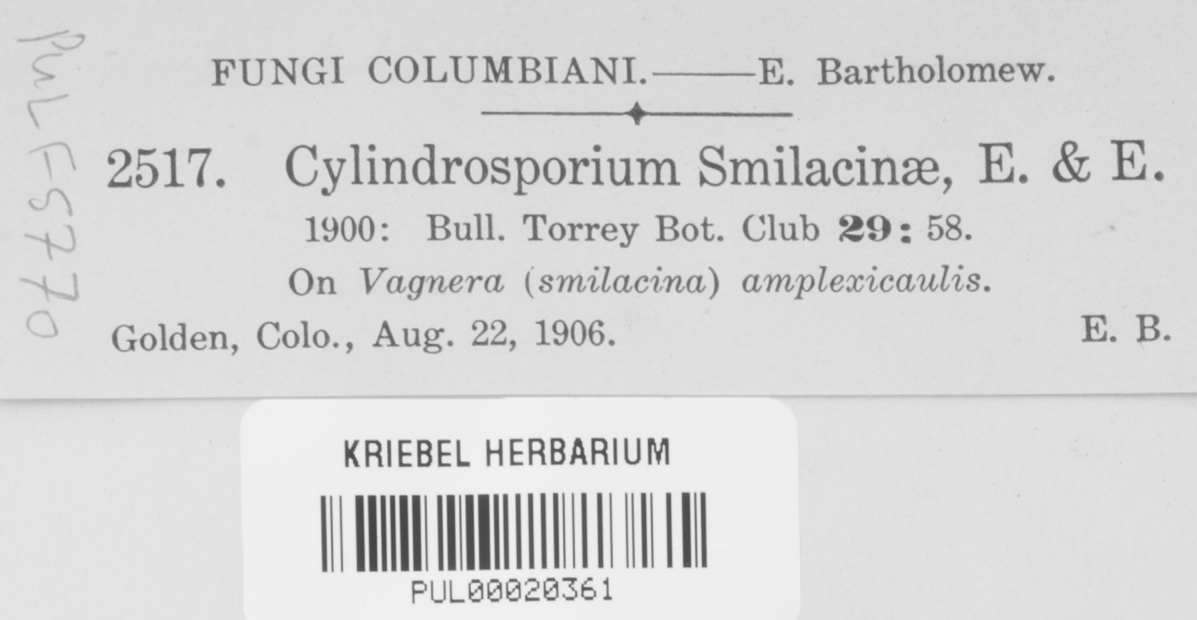 FUNGI COLUMBIANI.——E. Bartholomew.
2517. Cylindrosporium Smilacinæ, E. & E.
1900: Bull. Torrey Bot. Club 29: 58.
On Vagnera (smilacina) amplexicaulis.
Golden, Colo., Aug. 22, 1906. E. B.
PUL F5770
KRIEBEL HERBARIUM
PUL00020361